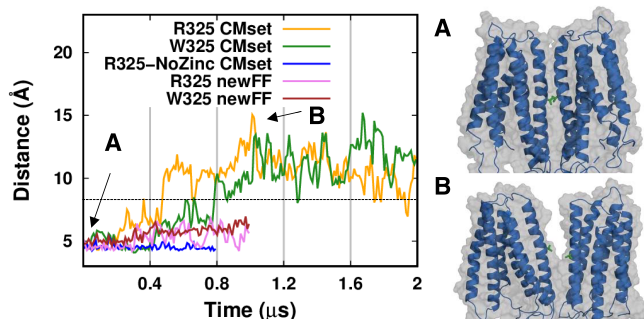 R325 CMset
W325 CMset
R325-NoZinc CMset
R325 newFF
W325 newFF
A
B
20
15
10
5
Distance (Å)
0.4
0.8
1.2
1.6
2
Time (μs)
A
B